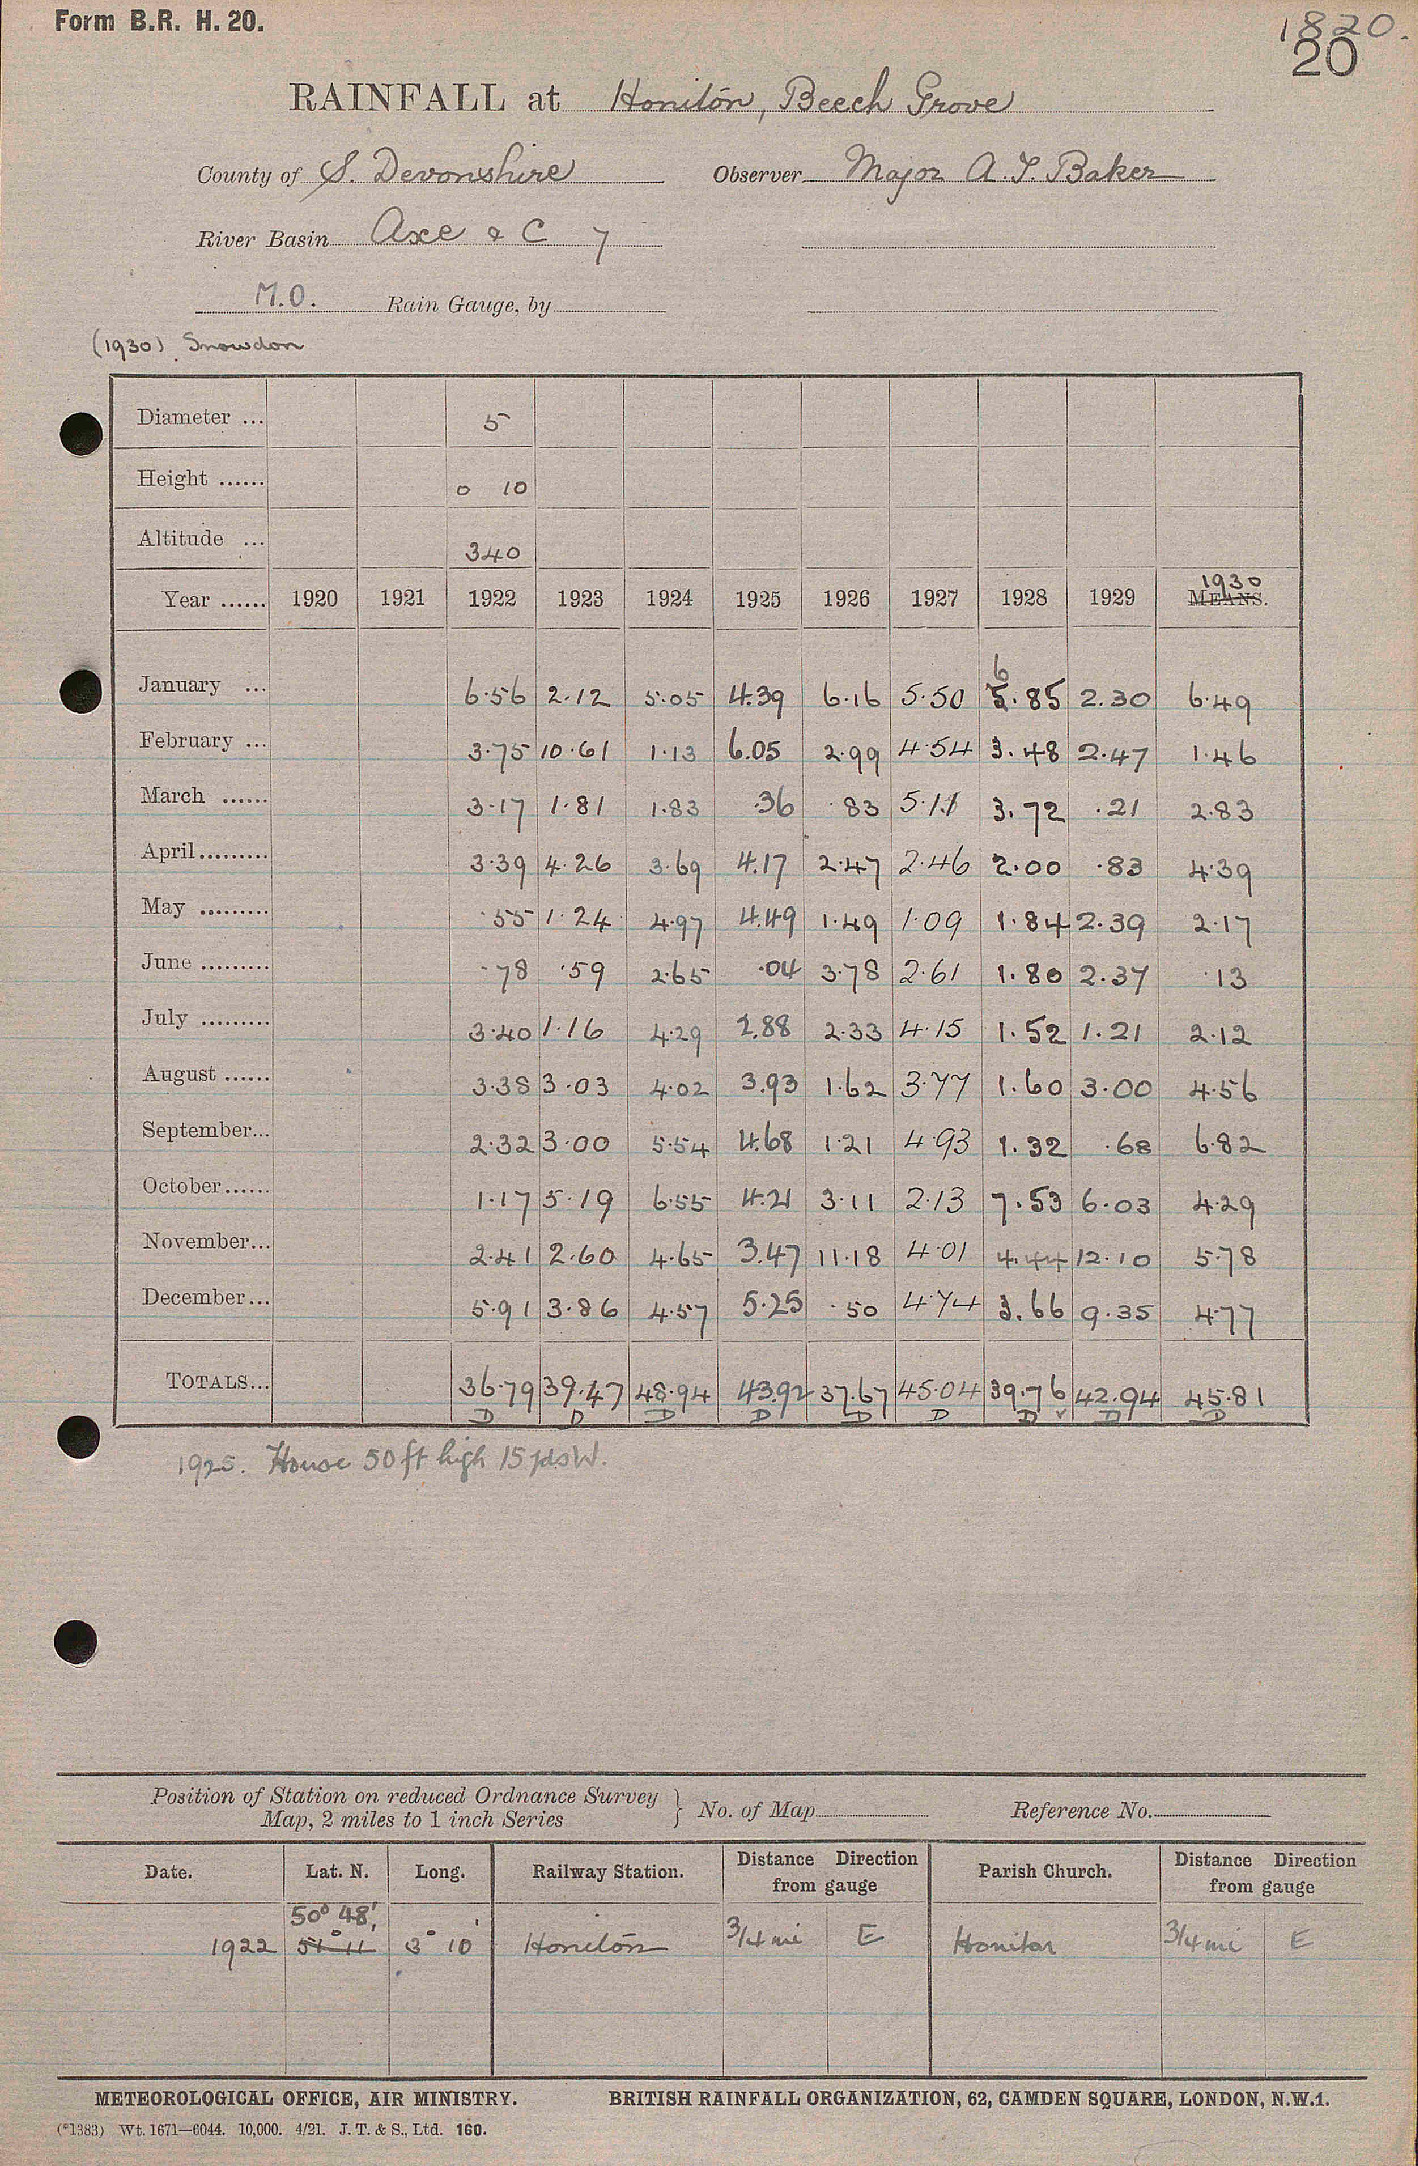 Form B.R. H. 20.
1820.
20
RAINFALL at Honiton, Beech Grove
County of S. Devonshire Observer Major A. T. Baker
River Basin Axe & C 7
M.O. Rain Gauge, by
(1930) Snowdon
Diameter ... 5
Height ...... 0 10
Altitude ... 340
1930
Year ...... 1920 1921 1922 1923 1924 1925 1926 1927 1928 1929 MEANS.
6
January ... 6.56 2.12 5.05 4.39 6.16 5.50 5.85 2.30 6.49
February ... 3.75 10.61 1.13 6.05 2.99 4.54 3.48 2.47 1.46
March ...... 3.17 1.81 1.83 .36 .83 5.11 3.72 .21 2.83
April......... 3.39 4.26 3.69 4.17 2.47 2.46 2.00 .83 4.39
May ......... .55 1.24 4.97 4.49 1.49 1.09 1.84 2.39 2.17
June ......... .78 .59 2.65 .04 3.78 2.61 1.80 2.37 .13
July ......... 3.40 1.16 4.29 2.88 2.33 4.15 1.52 1.21 2.12
August ...... 3.38 3.03 4.02 3.93 1.62 3.77 1.60 3.00 4.56
September... 2.32 3.00 5.54 4.68 1.21 4.93 1.32 .68 6.82
October...... 1.17 5.19 6.55 4.21 3.11 2.13 7.53 6.03 4.29
November... 2.41 2.60 4.65 3.47 11.18 4.01 4.44 12.10 5.78
December... 5.91 3.86 4.57 5.25 .50 4.74 3.66 9.35 4.77
TOTALS... 36.79 39.47 48.94 43.92 37.67 45.04 39.76 42.94 45.81
D D D D D D D ✓ D D
1925. House 50 ft high 15 yds W.
Position of Station on reduced Ordnance Survey
Map, 2 miles to 1 inch Series } No. of Map Reference No.
Date. Lat. N. Long. Railway Station. Distance Direction from gauge Parish Church. Distance Direction from gauge
50° 48'
1922 51° 11 3° 10' Honiton 3/4 mi E Honiton 3/4 mi E
METEOROLOGICAL OFFICE, AIR MINISTRY. BRITISH RAINFALL ORGANIZATION, 62, CAMDEN SQUARE, LONDON, N.W.1.
(*1383) Wt. 1671—6044. 10,000. 4/21. J. T. & S., Ltd. 160.